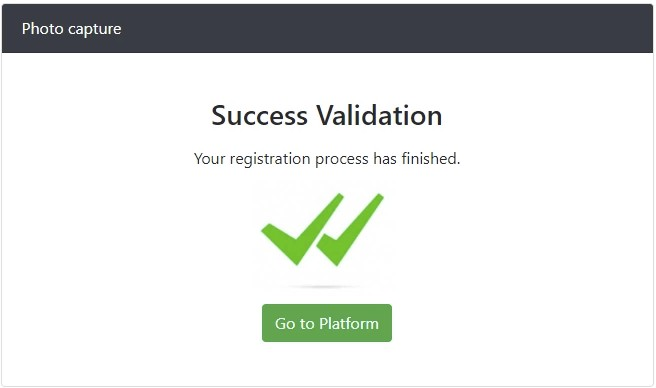 Photo capture
Success Validation
Your registration process has finished.
Go to Platform